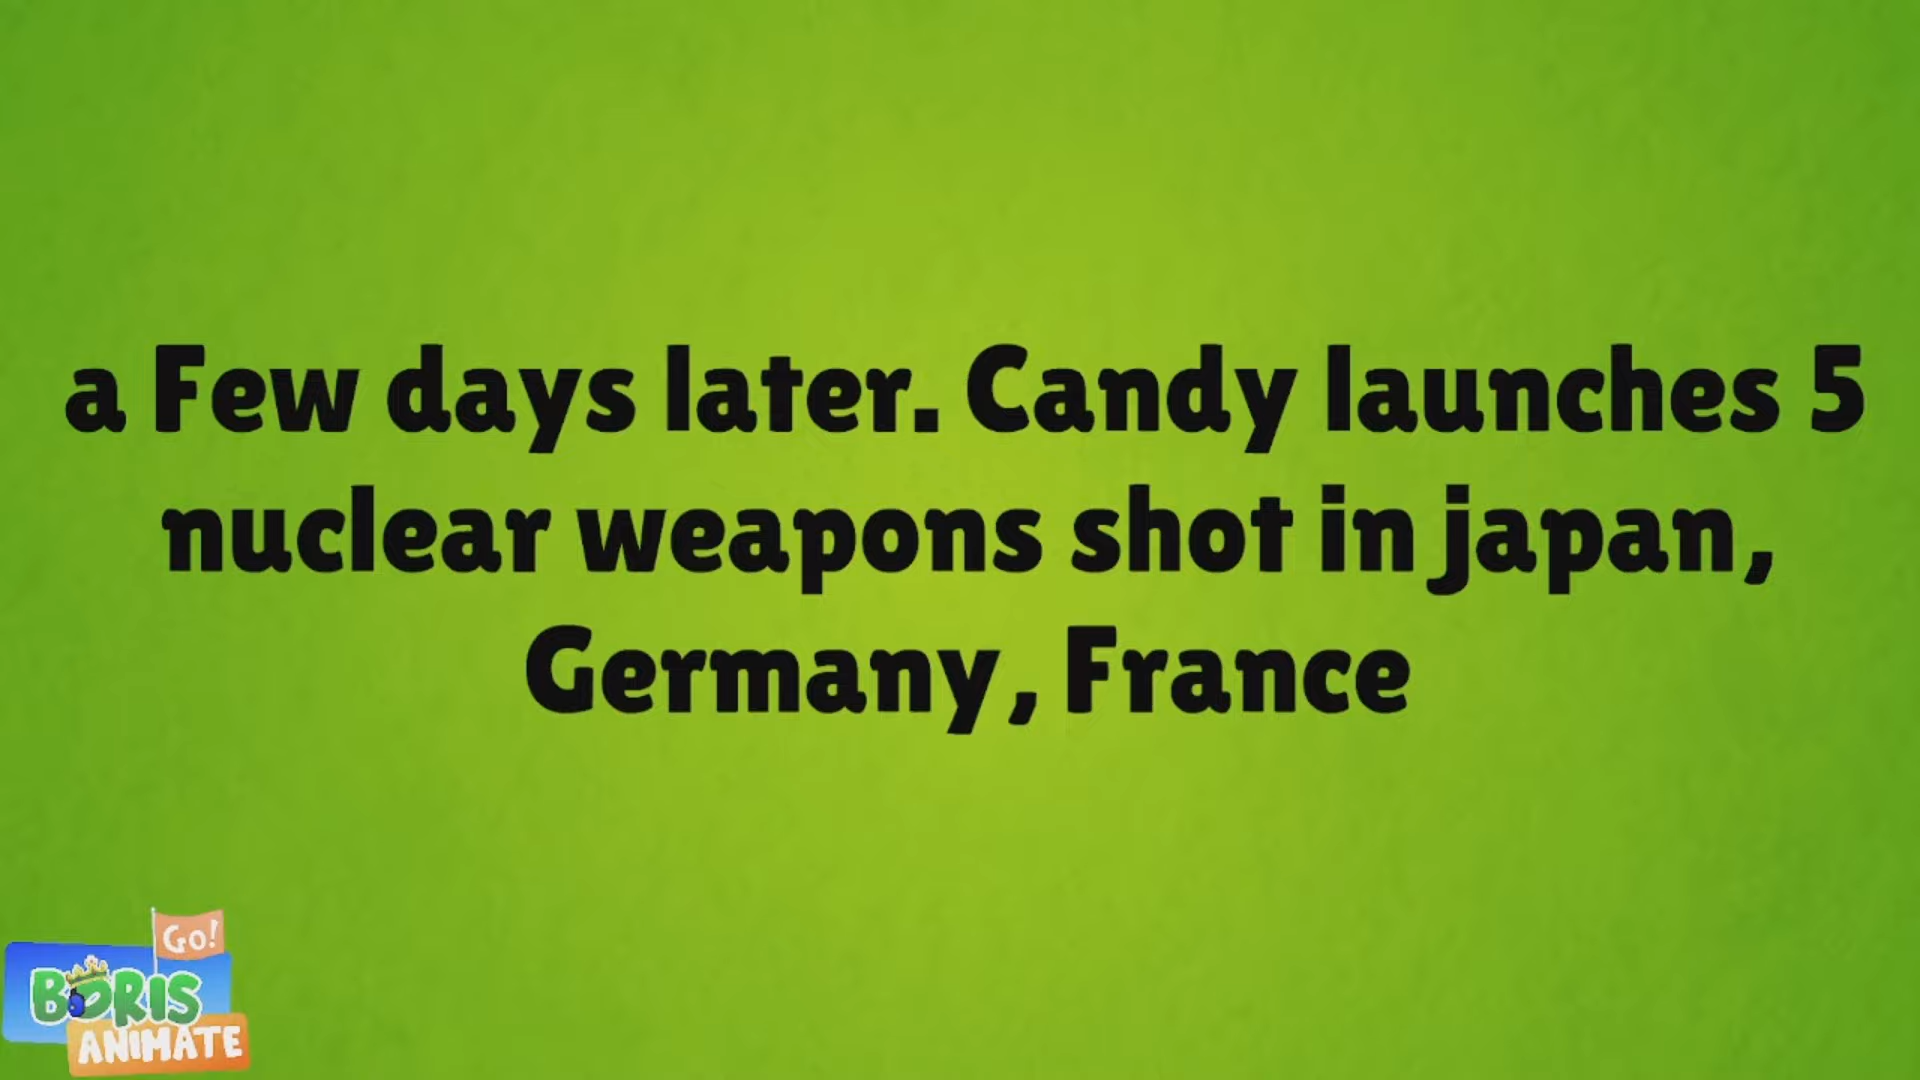 a Few days later. Candy launches 5
nuclear weapons shot in japan,
Germany, France
Go!
BORIS
ANIMATE